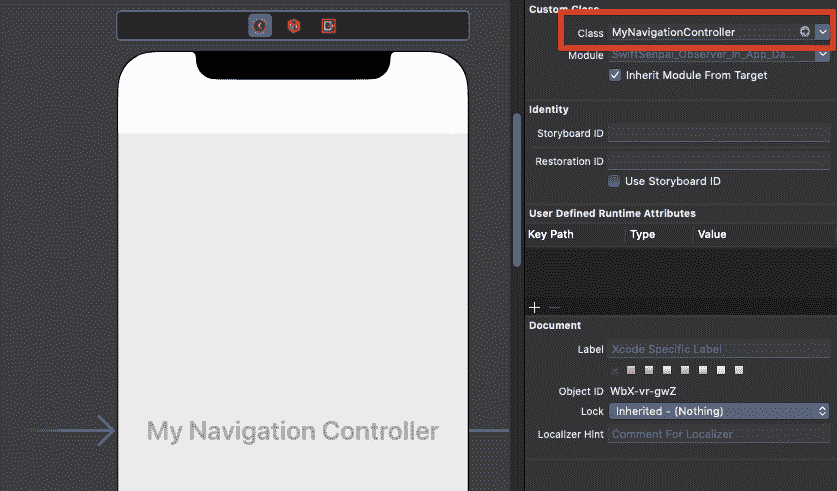 Custom Class
Class MyNavigationController
Module SwiftSenpai_Observer_In_App_Da...
Inherit Module From Target
Identity
Storyboard ID
Restoration ID
Use Storyboard ID
User Defined Runtime Attributes
Key Path Type Value
Document
Label Xcode Specific Label
Object ID WbX-vr-gwZ
Lock Inherited - (Nothing)
Localizer Hint Comment For Localizer
My Navigation Controller